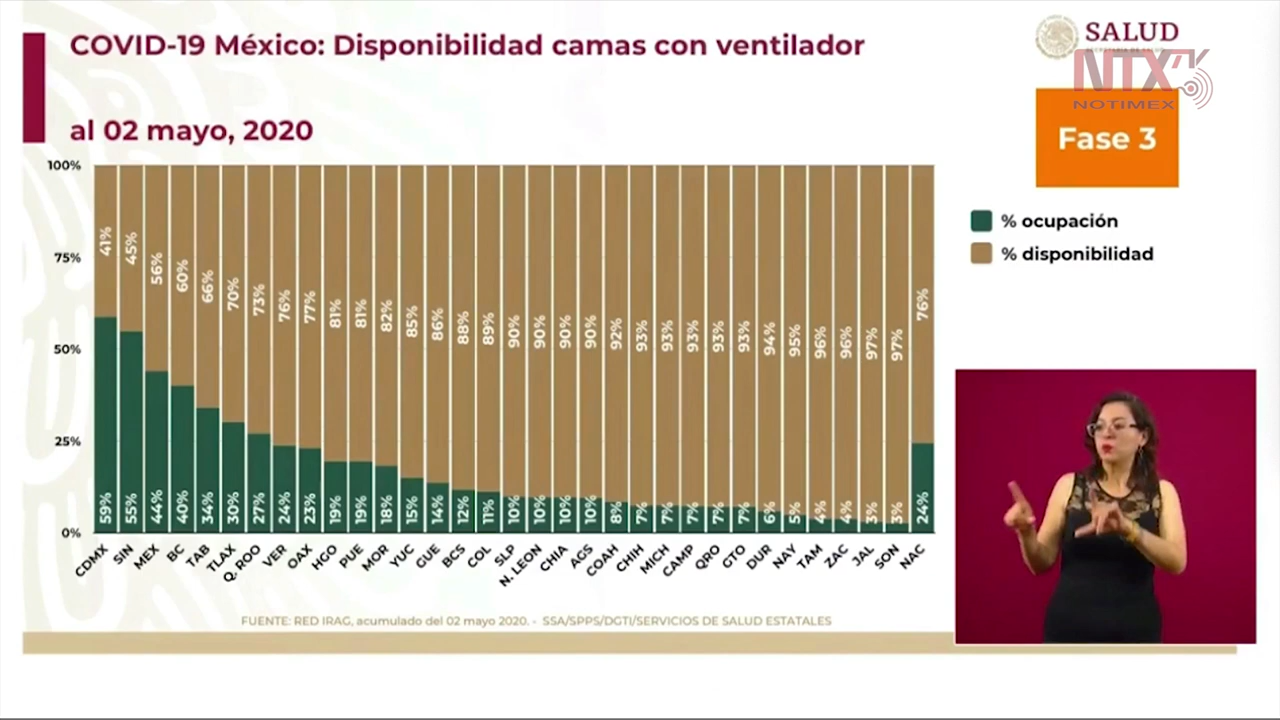 COVID-19 México: Disponibilidad camas con ventilador
al 02 mayo, 2020
SALUD
SECRETARÍA DE SALUD
NTX
NOTIMEX
Fase 3
% ocupación
% disponibilidad
100%
75%
50%
25%
0%
41% 45% 56% 60% 66% 70% 73% 76% 77% 81% 81% 82% 85% 86% 88% 89% 90% 90% 90% 90% 92% 93% 93% 93% 93% 93% 94% 95% 96% 96% 97% 97% 76%
59% 55% 44% 40% 34% 30% 27% 24% 23% 19% 19% 18% 15% 14% 12% 11% 10% 10% 10% 10% 8% 7% 7% 7% 7% 7% 6% 5% 4% 4% 3% 3% 24%
CDMX SIN MEX BC TAB TLAX Q. ROO VER OAX HGO PUE MOR YUC GUE BCS COL SLP N. LEON CHIA AGS COAH CHIH MICH CAMP QRO GTO DUR NAY TAM ZAC JAL SON NAC
FUENTE: RED IRAG, acumulado del 02 mayo 2020. - SSA/SPPS/DGTI/SERVICIOS DE SALUD ESTATALES